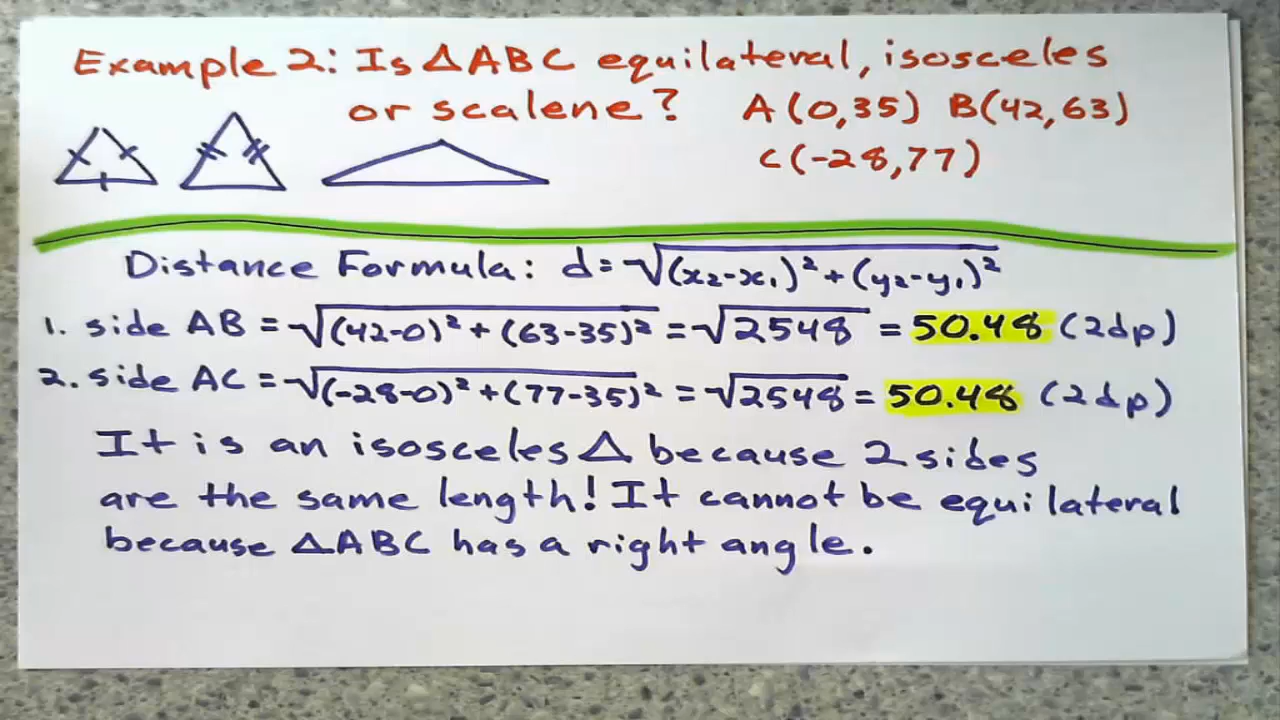 Example 2: Is △ABC equilateral, isosceles
or scalene? A(0,35) B(42,63)
C(-28,77)
Distance Formula: d=√(x₂-x₁)²+(y₂-y₁)²
1. side AB = √(42-0)²+(63-35)² = √2548 = 50.48 (2dp)
2. side AC = √(-28-0)²+(77-35)² = √2548 = 50.48 (2dp)
It is an isosceles △ because 2 sides
are the same length! It cannot be equilateral
because △ABC has a right angle.